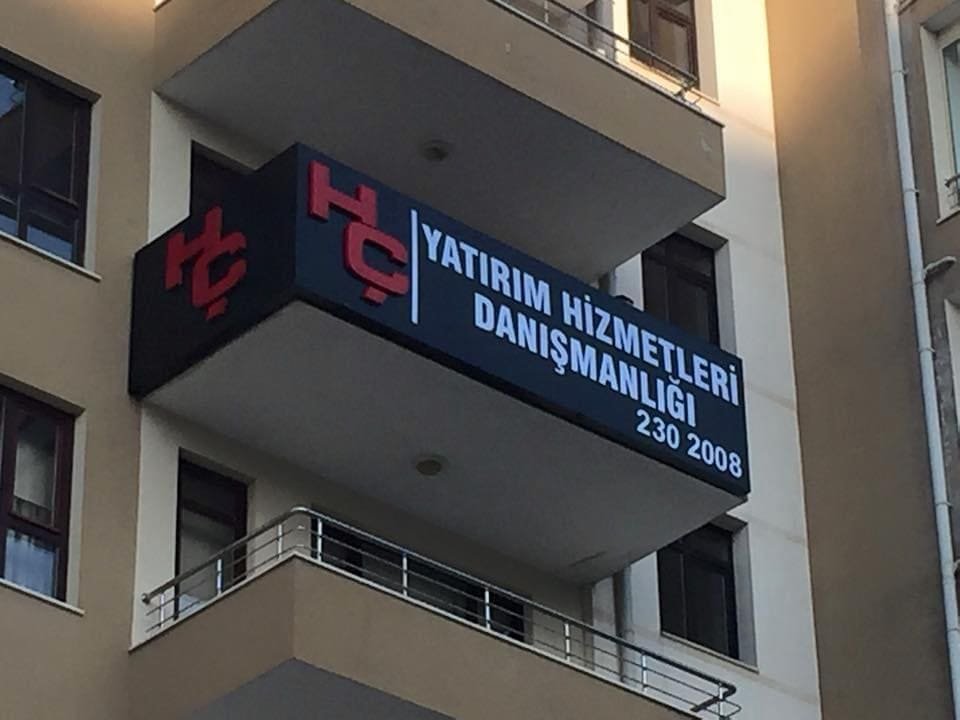 HÇ
HÇ
YATIRIM HİZMETLERİ
DANIŞMANLIĞI
230 2008